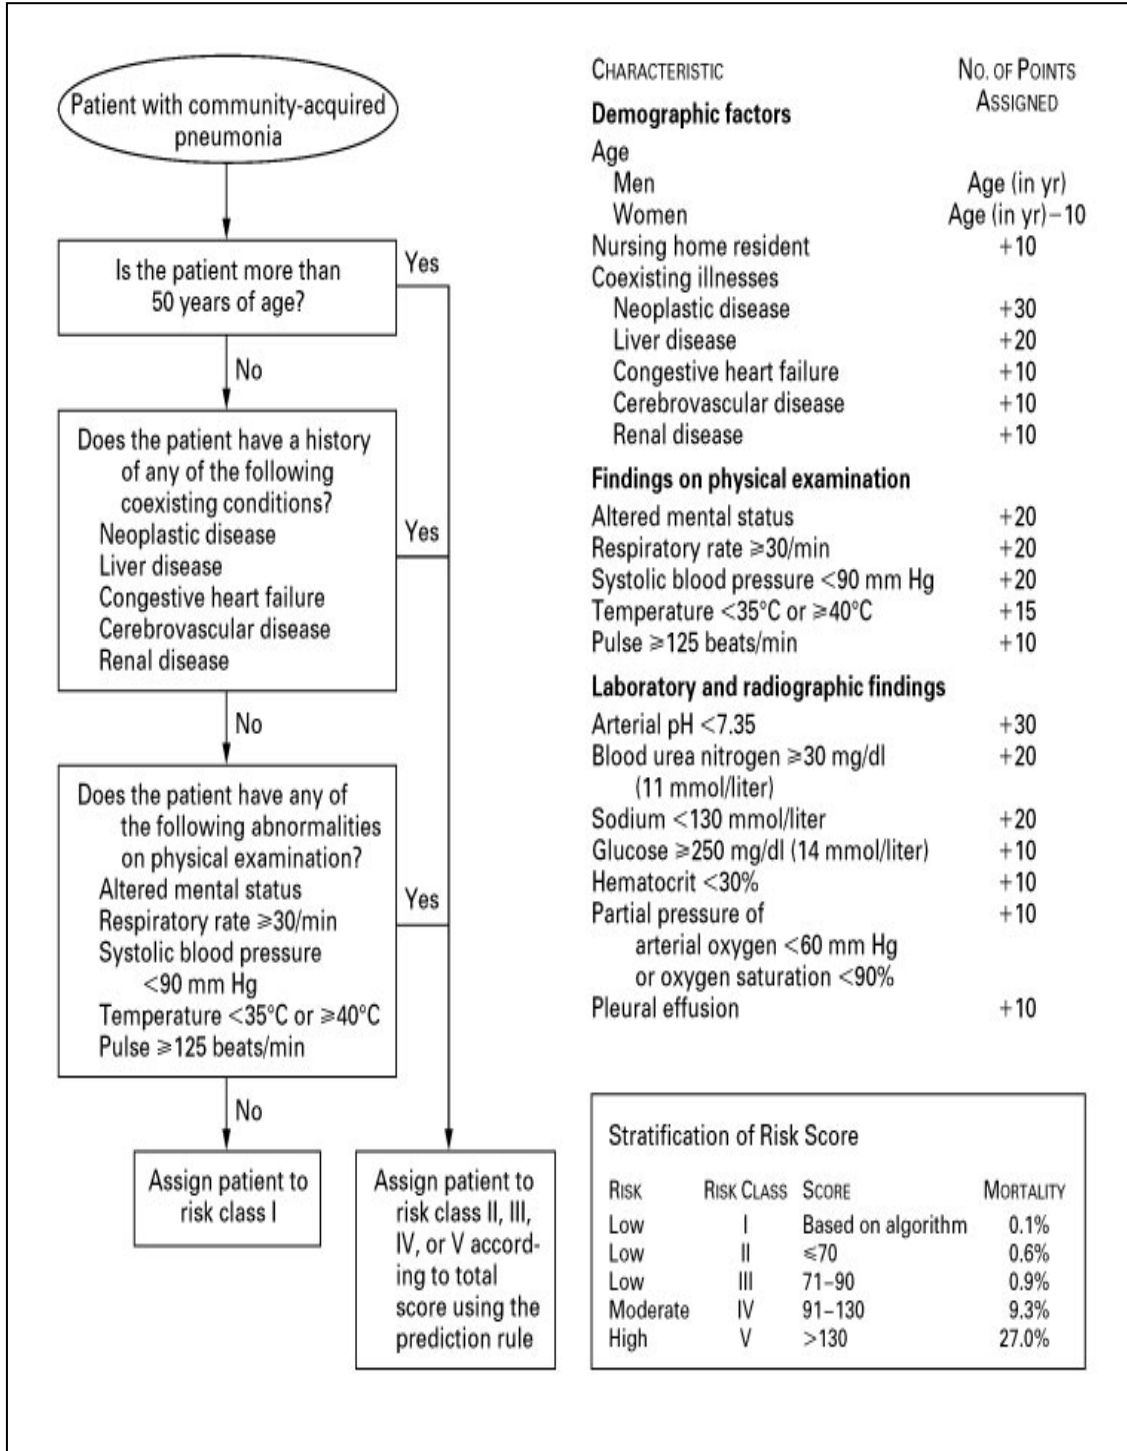 Patient with community-acquired
pneumonia
Is the patient more than
50 years of age?
Yes
No
Does the patient have a history
of any of the following
coexisting conditions?
Neoplastic disease
Liver disease
Congestive heart failure
Cerebrovascular disease
Renal disease
Yes
No
Does the patient have any of
the following abnormalities
on physical examination?
Altered mental status
Respiratory rate ⩾30/min
Systolic blood pressure
<90 mm Hg
Temperature <35°C or ⩾40°C
Pulse ⩾125 beats/min
Yes
No
Assign patient to
risk class I
Assign patient to
risk class II, III,
IV, or V accord-
ing to total
score using the
prediction rule
CHARACTERISTIC NO. OF POINTS
ASSIGNED
Demographic factors
Age
Men Age (in yr)
Women Age (in yr)−10
Nursing home resident +10
Coexisting illnesses
Neoplastic disease +30
Liver disease +20
Congestive heart failure +10
Cerebrovascular disease +10
Renal disease +10
Findings on physical examination
Altered mental status +20
Respiratory rate ⩾30/min +20
Systolic blood pressure <90 mm Hg +20
Temperature <35°C or ⩾40°C +15
Pulse ⩾125 beats/min +10
Laboratory and radiographic findings
Arterial pH <7.35 +30
Blood urea nitrogen ⩾30 mg/dl +20
(11 mmol/liter)
Sodium <130 mmol/liter +20
Glucose ⩾250 mg/dl (14 mmol/liter) +10
Hematocrit <30% +10
Partial pressure of +10
arterial oxygen <60 mm Hg
or oxygen saturation <90%
Pleural effusion +10
Stratification of Risk Score
RISK RISK CLASS SCORE MORTALITY
Low I Based on algorithm 0.1%
Low II ⩽70 0.6%
Low III 71–90 0.9%
Moderate IV 91–130 9.3%
High V >130 27.0%